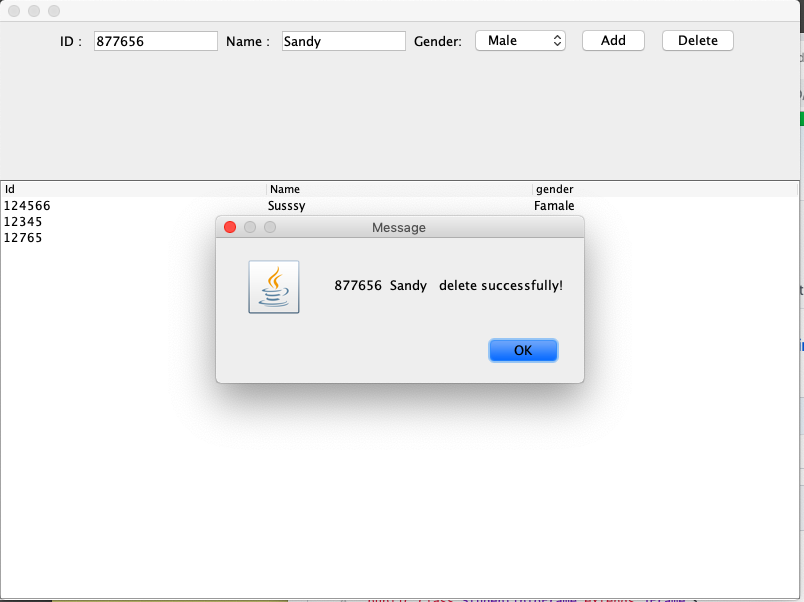 ID : 877656 Name : Sandy Gender: Male Add Delete
Id Name gender
124566 Susssy Famale
12345
12765
Message
877656 Sandy delete successfully!
OK